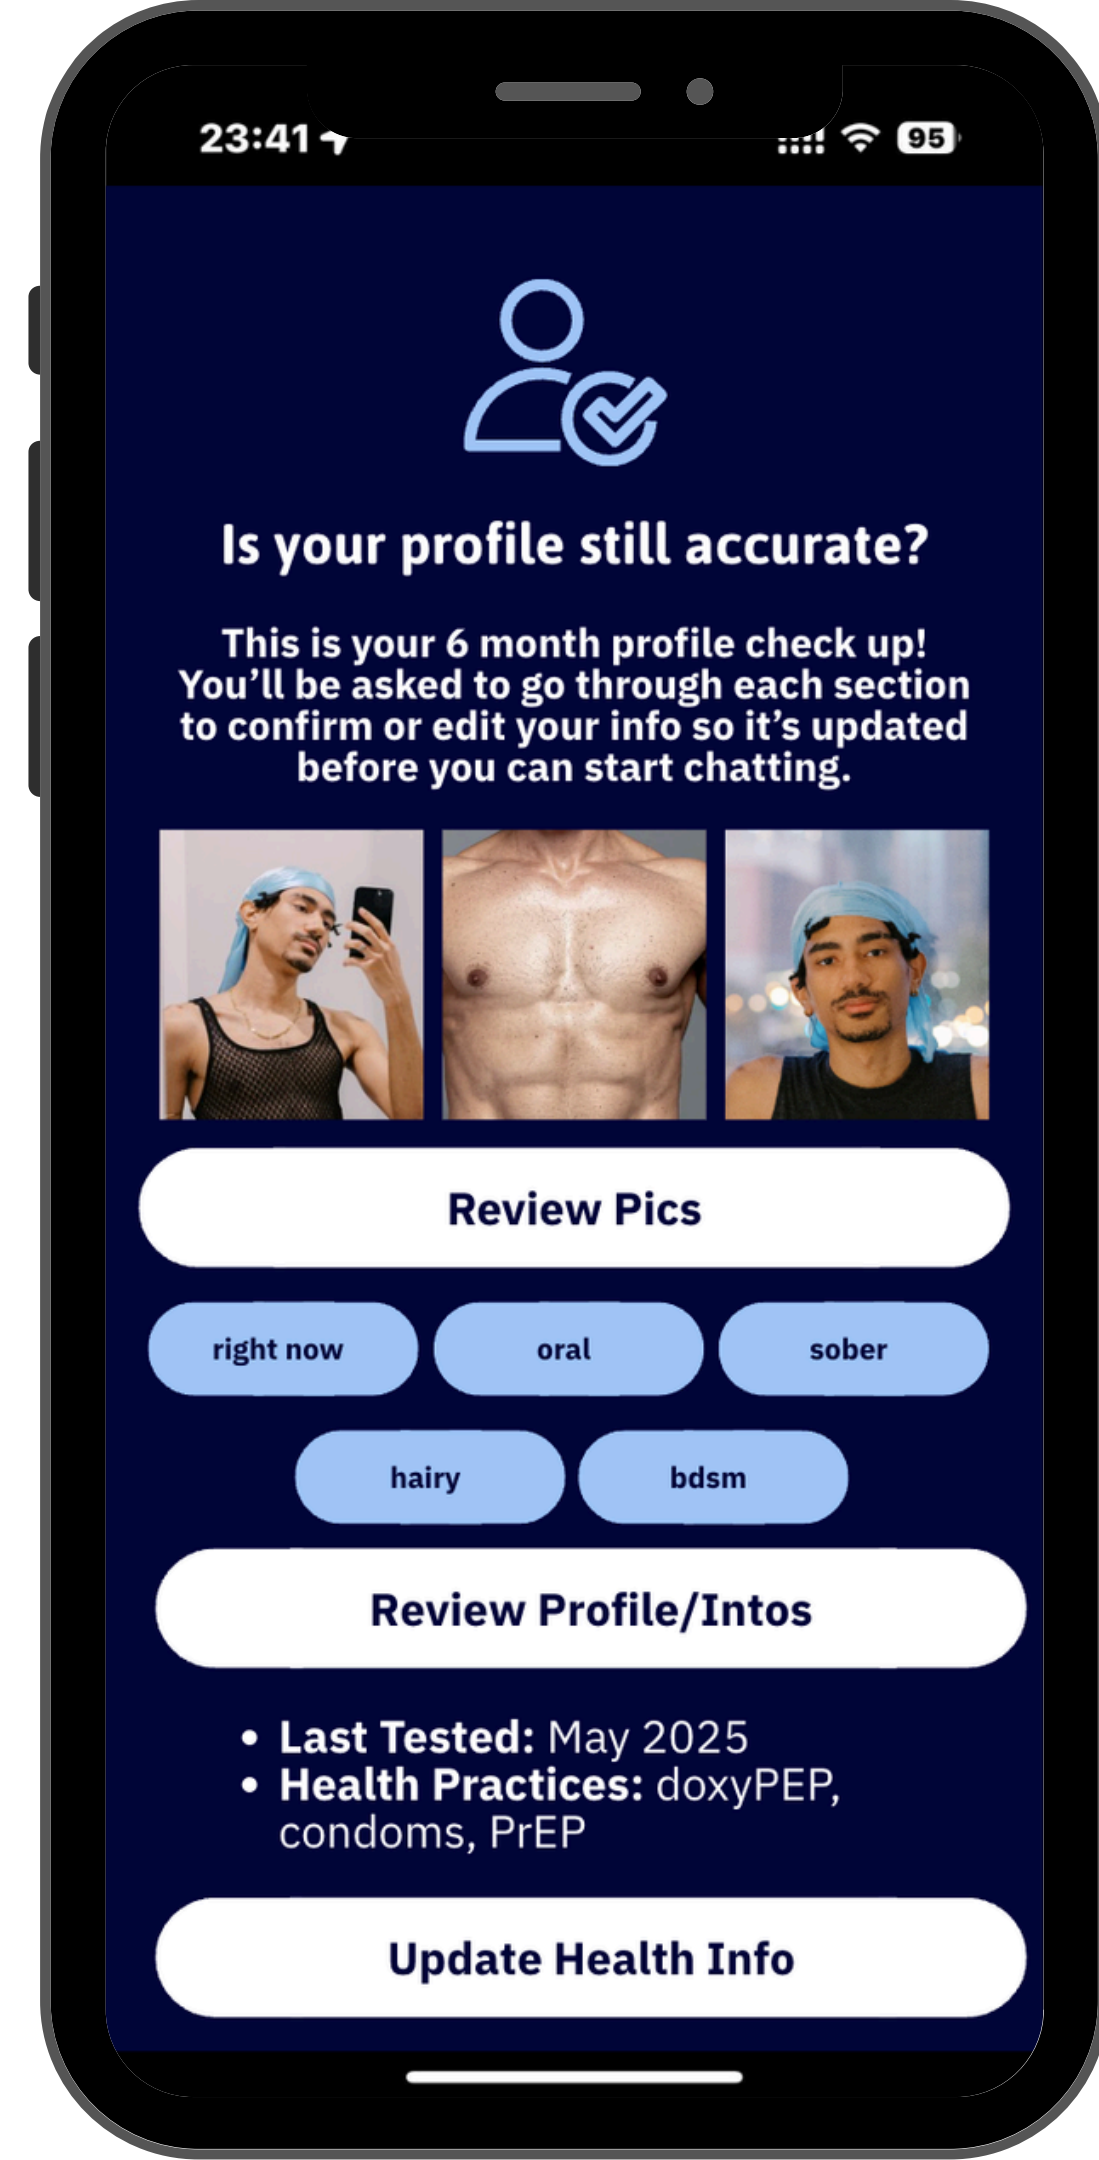 23:41
95
Is your profile still accurate?
This is your 6 month profile check up!
You’ll be asked to go through each section
to confirm or edit your info so it’s updated
before you can start chatting.
Review Pics
right now
oral
sober
hairy
bdsm
Review Profile/Intos
• Last Tested: May 2025
• Health Practices: doxyPEP,
condoms, PrEP
Update Health Info